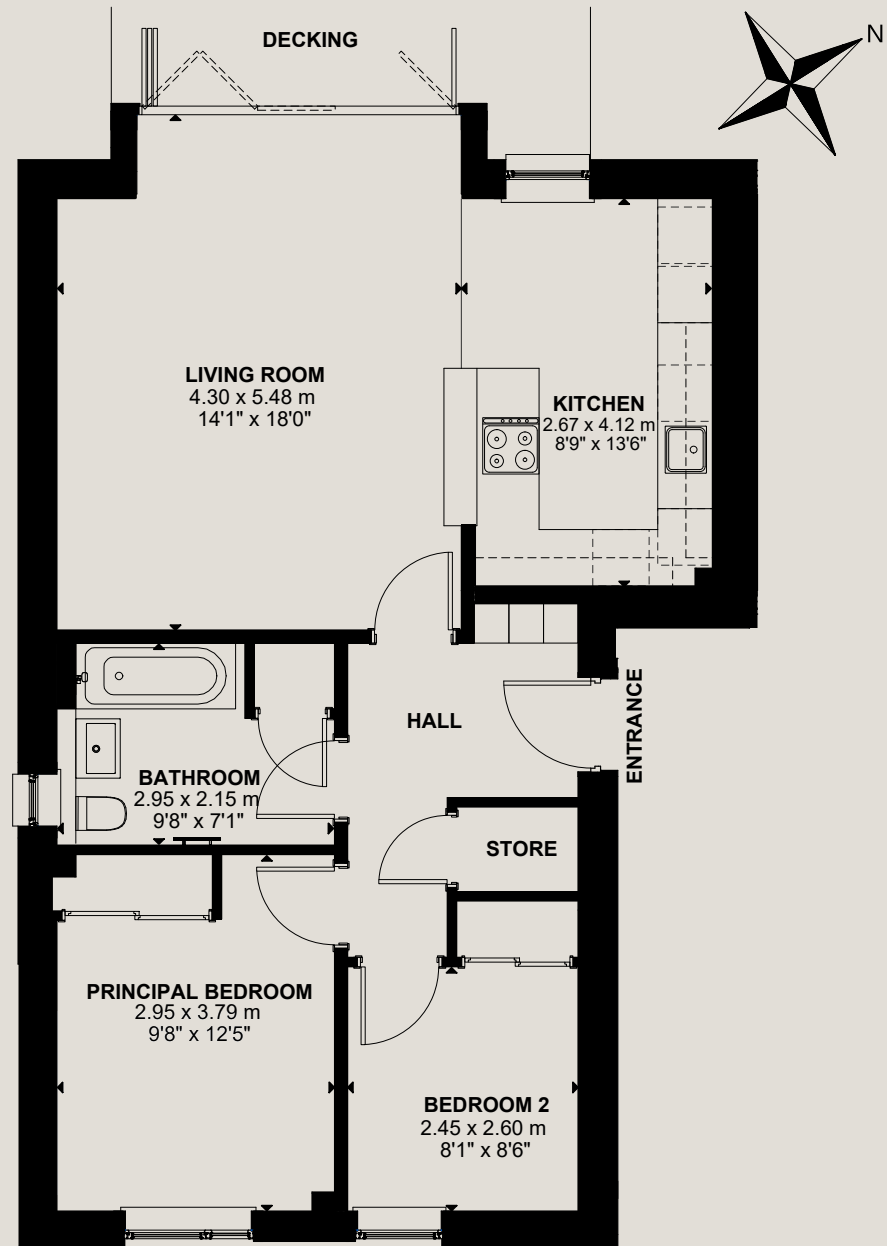 DECKING
N
LIVING ROOM
4.30 x 5.48 m
14'1" x 18'0"
KITCHEN
2.67 x 4.12 m
8'9" x 13'6"
HALL
ENTRANCE
BATHROOM
2.95 x 2.15 m
9'8" x 7'1"
STORE
PRINCIPAL BEDROOM
2.95 x 3.79 m
9'8" x 12'5"
BEDROOM 2
2.45 x 2.60 m
8'1" x 8'6"